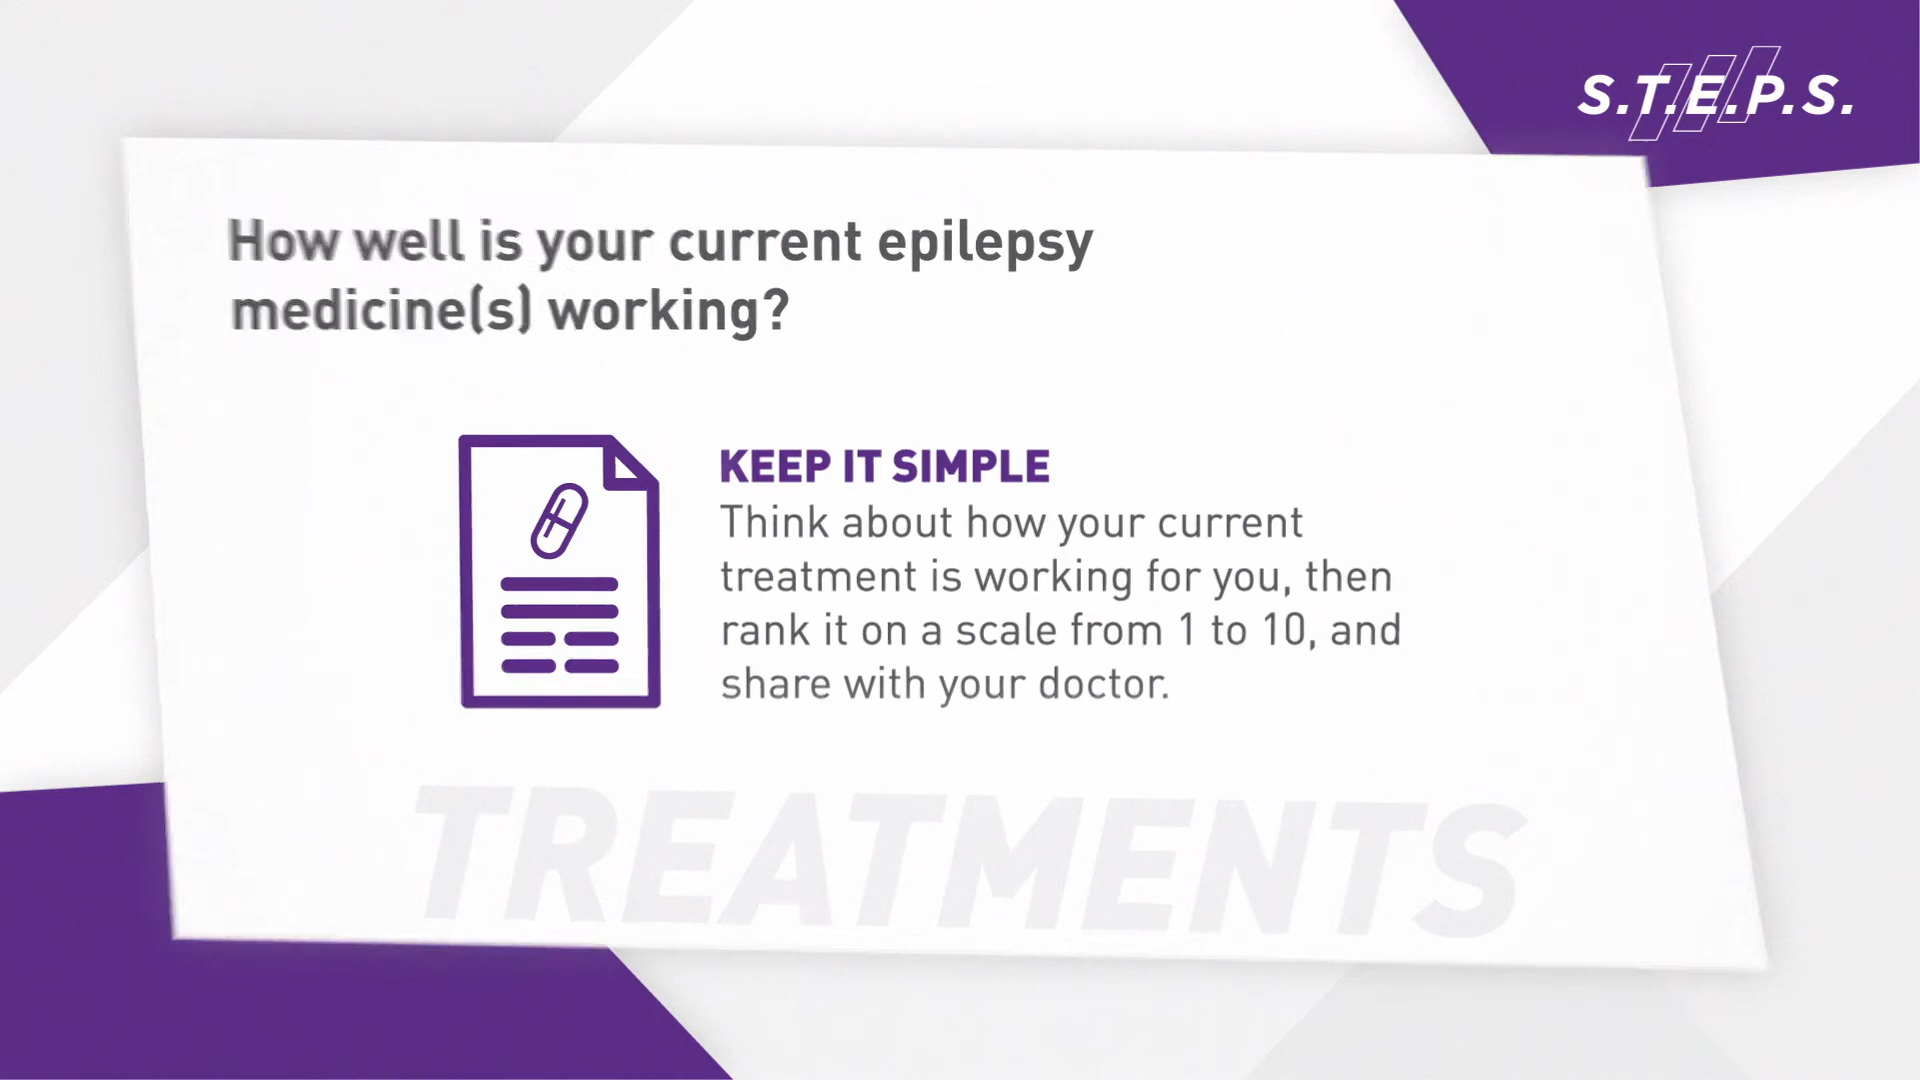 S.T.E.P.S.
How well is your current epilepsy
medicine(s) working?
KEEP IT SIMPLE
Think about how your current
treatment is working for you, then
rank it on a scale from 1 to 10, and
share with your doctor.
TREATMENTS